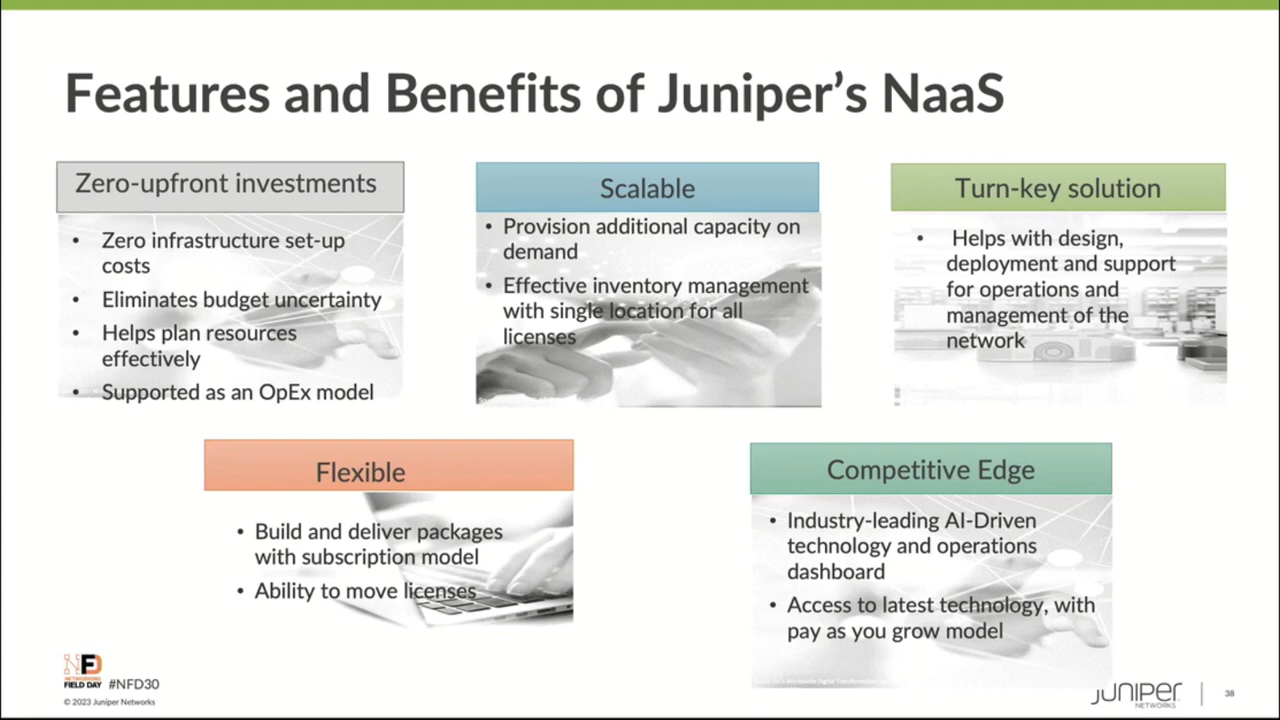 Features and Benefits of Juniper's NaaS
Zero-upfront investments
• Zero infrastructure set-up
costs
• Eliminates budget uncertainty
• Helps plan resources
effectively
• Supported as an OpEx model
Scalable
• Provision additional capacity on
demand
• Effective inventory management
with single location for all
licenses
Turn-key solution
• Helps with design,
deployment and support
for operations and
management of the
network
Flexible
• Build and deliver packages
with subscription model
• Ability to move licenses
Competitive Edge
• Industry-leading AI-Driven
technology and operations
dashboard
• Access to latest technology, with
pay as you grow model
Worldwide Digital Transformation
NFD
NETWORKING
FIELD DAY
#NFD30
© 2023 Juniper Networks
JUNIPER
NETWORKS
38